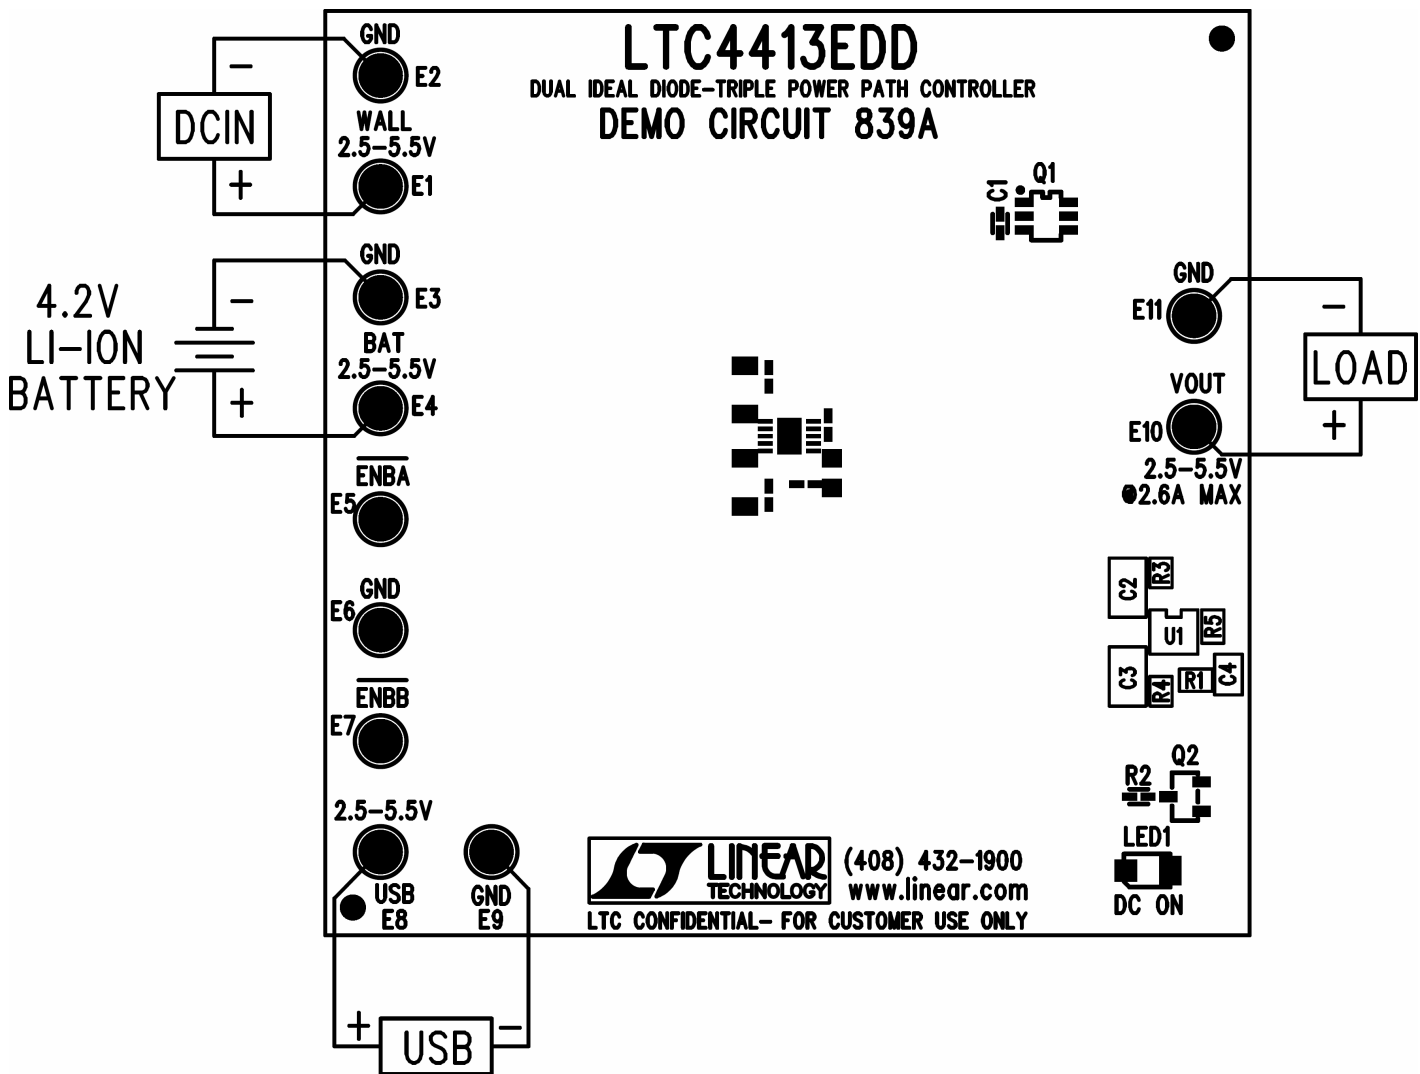 LTC4413EDD
DUAL IDEAL DIODE-TRIPLE POWER PATH CONTROLLER
DEMO CIRCUIT 839A
GND
E2
-
DCIN
+
WALL
2.5-5.5V
E1
C1
Q1
GND
E3
4.2V
LI-ION
BATTERY
-
+
BAT
2.5-5.5V
E4
GND
E11
-
LOAD
+
VOUT
E10
2.5-5.5V
@2.6A MAX
ENBA
E5
GND
E6
ENBB
E7
C2
R3
U1
R5
C3
R4
R1
C4
Q2
R2
LED1
DC ON
2.5-5.5V
USB
E8
GND
E9
LINEAR
TECHNOLOGY
(408) 432-1900
www.linear.com
LTC CONFIDENTIAL- FOR CUSTOMER USE ONLY
+
USB
-